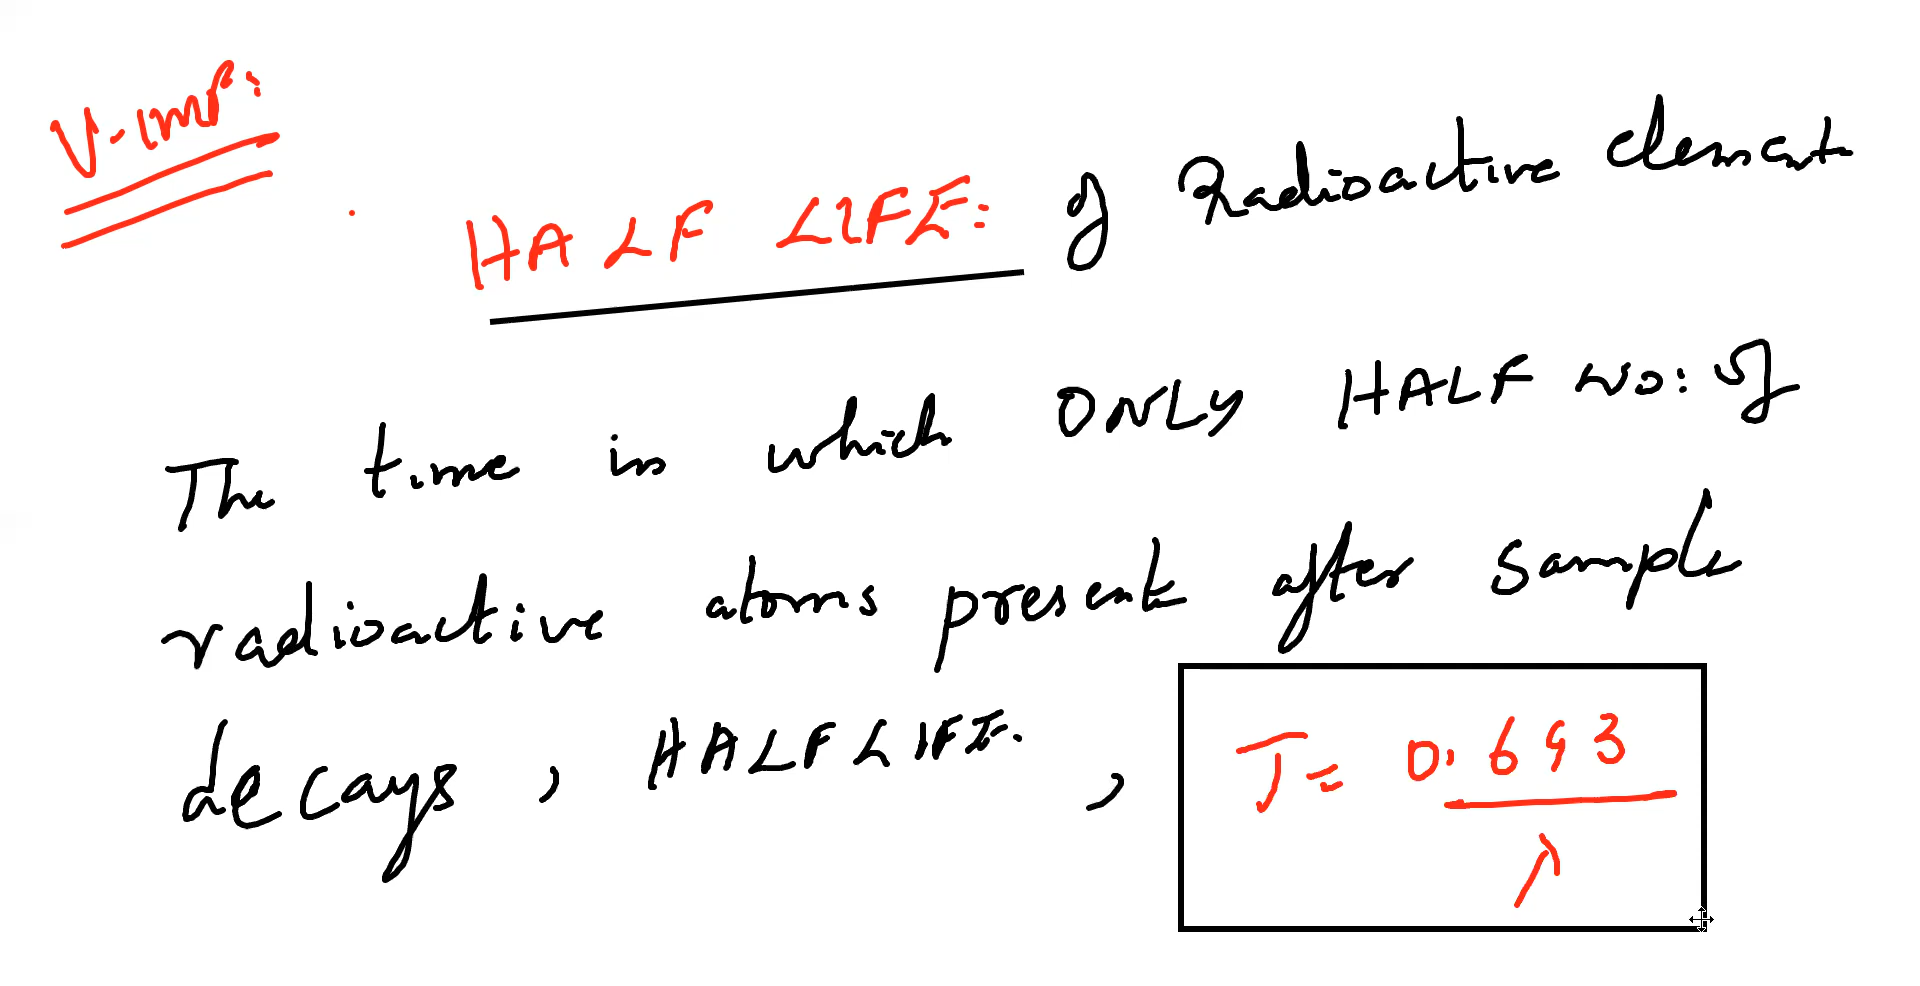 V-IMP:
HALF LIFE: of Radioactive element
The time in which ONLY HALF NO: of
radioactive atoms present after sample
decays, HALF LIFE. ,
T = 0.693
λ